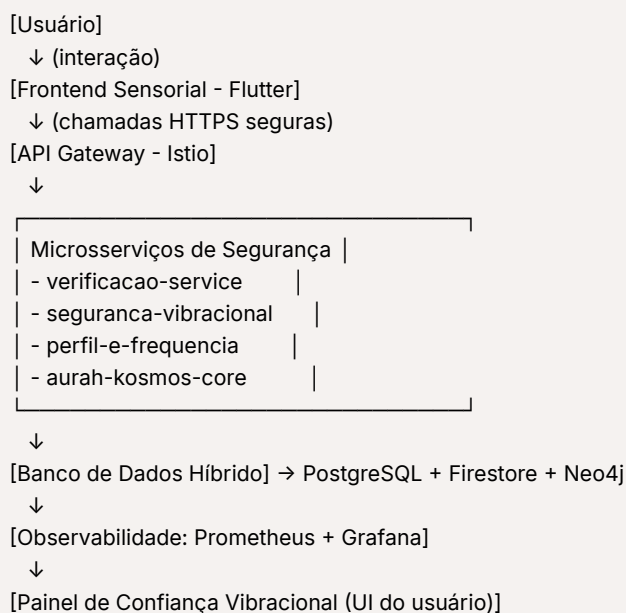 [Usuário]
↓ (interação)
[Frontend Sensorial - Flutter]
↓ (chamadas HTTPS seguras)
[API Gateway - Istio]
↓
┌──────────────────────────────┐
│ Microsserviços de Segurança │
│ - verificacao-service │
│ - seguranca-vibracional │
│ - perfil-e-frequencia │
│ - aurah-kosmos-core │
└──────────────────────────────┘
↓
[Banco de Dados Híbrido] → PostgreSQL + Firestore + Neo4j
↓
[Observabilidade: Prometheus + Grafana]
↓
[Painel de Confiança Vibracional (UI do usuário)]